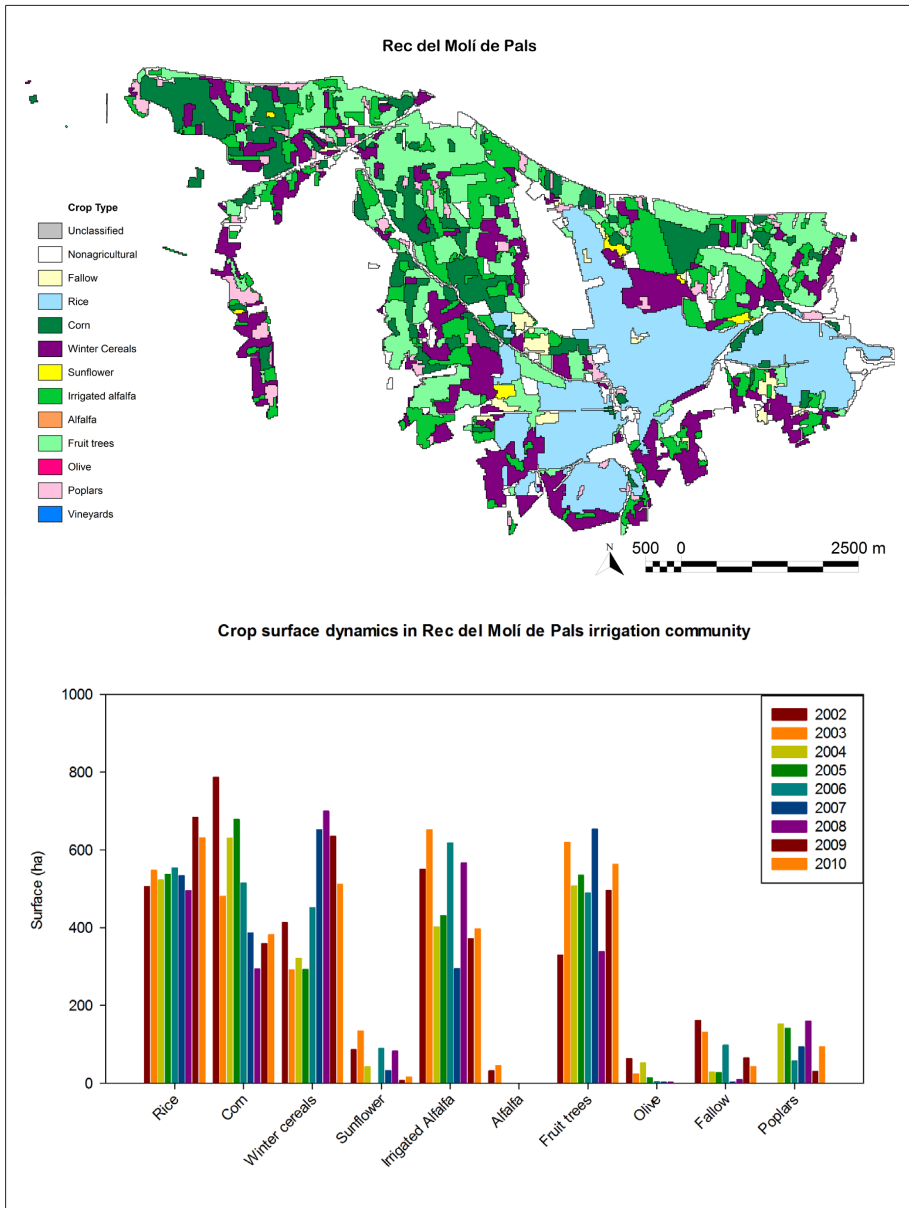 Rec del Molí de Pals
Crop Type
Unclassified
Nonagricultural
Fallow
Rice
Corn
Winter Cereals
Sunflower
Irrigated alfalfa
Alfalfa
Fruit trees
Olive
Poplars
Vineyards
N
500 0 2500 m
Crop surface dynamics in Rec del Molí de Pals irrigation community
1000
800
600
400
200
0
Surface (ha)
2002
2003
2004
2005
2006
2007
2008
2009
2010
Rice
Corn
Winter cereals
Sunflower
Irrigated Alfalfa
Alfalfa
Fruit trees
Olive
Fallow
Poplars